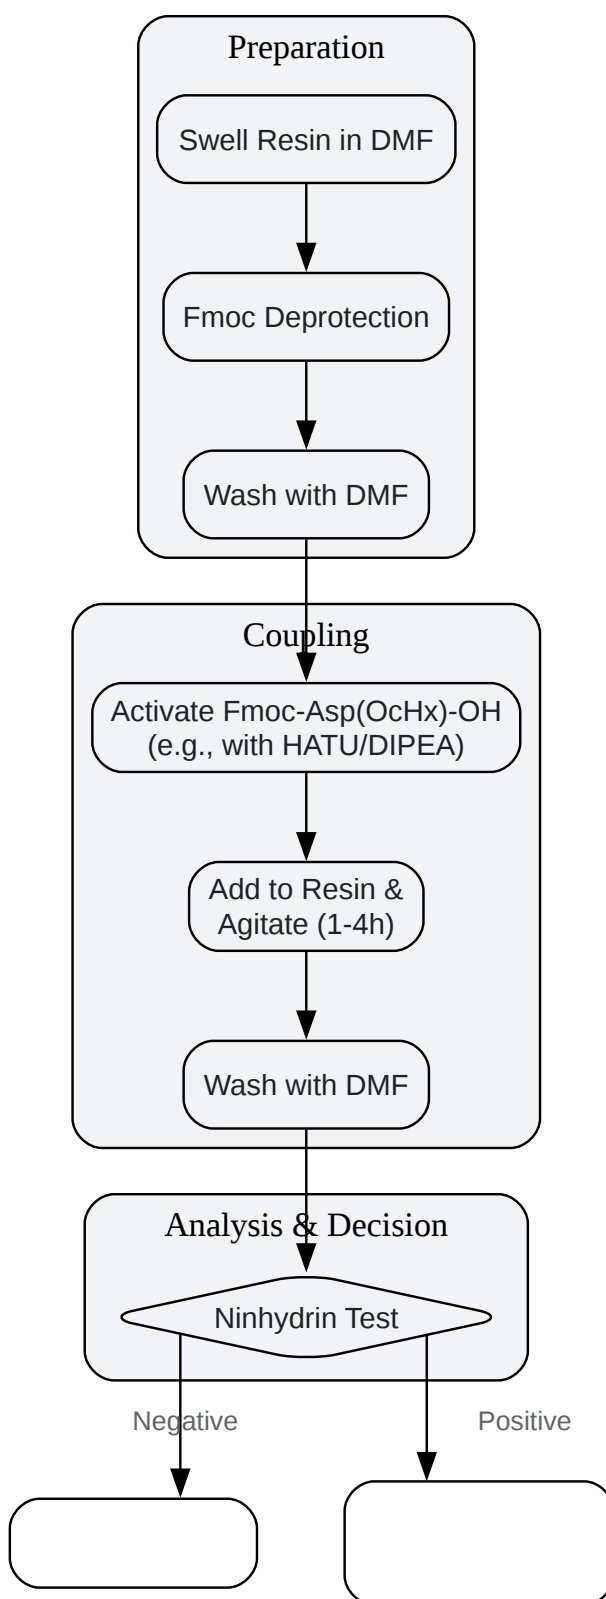 Preparation
Swell Resin in DMF
Fmoc Deprotection
Wash with DMF
Coupling
Activate Fmoc-Asp(OcHx)-OH
(e.g., with HATU/DIPEA)
Add to Resin &
Agitate (1-4h)
Wash with DMF
Analysis & Decision
Ninhydrin Test
Negative
Positive